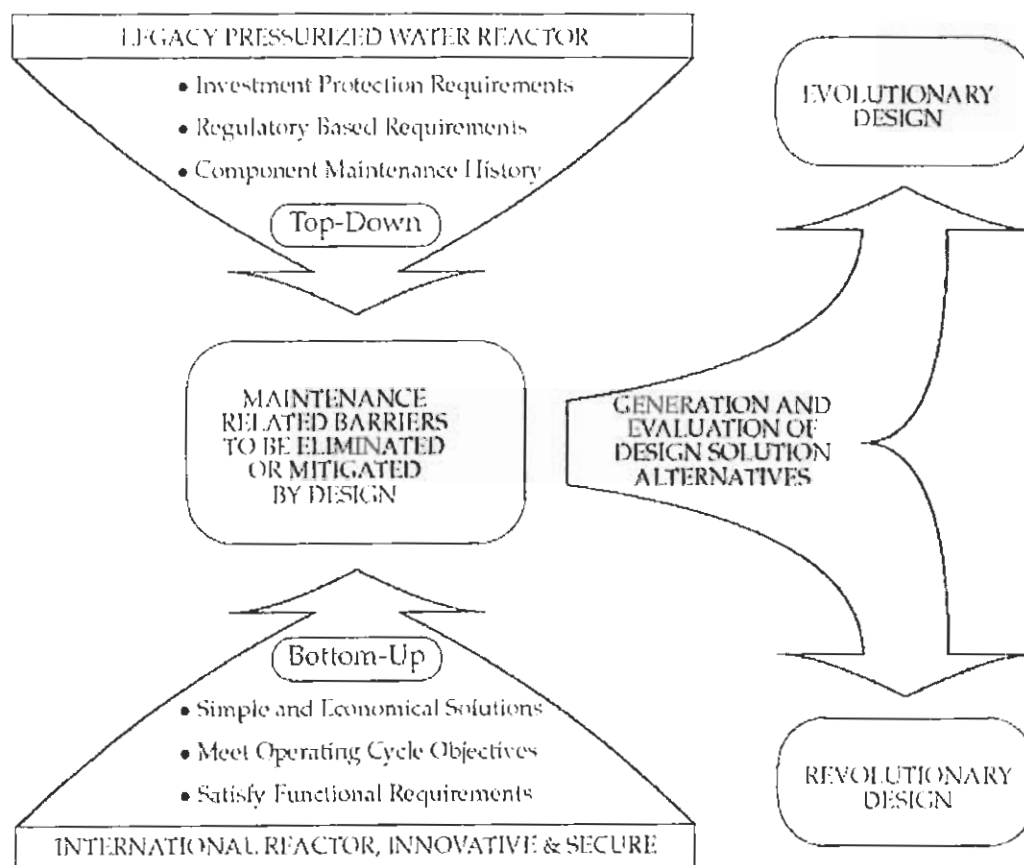 LEGACY PRESSURIZED WATER REACTOR
• Investment Protection Requirements
• Regulatory Based Requirements
• Component Maintenance History
Top-Down
EVOLUTIONARY
DESIGN
MAINTENANCE
RELATED BARRIERS
TO BE ELIMINATED
OR MITIGATED
BY DESIGN
GENERATION AND
EVALUATION OF
DESIGN SOLUTION
ALTERNATIVES
Bottom-Up
• Simple and Economical Solutions
• Meet Operating Cycle Objectives
• Satisfy Functional Requirements
INTERNATIONAL REACTOR, INNOVATIVE & SECURE
REVOLUTIONARY
DESIGN